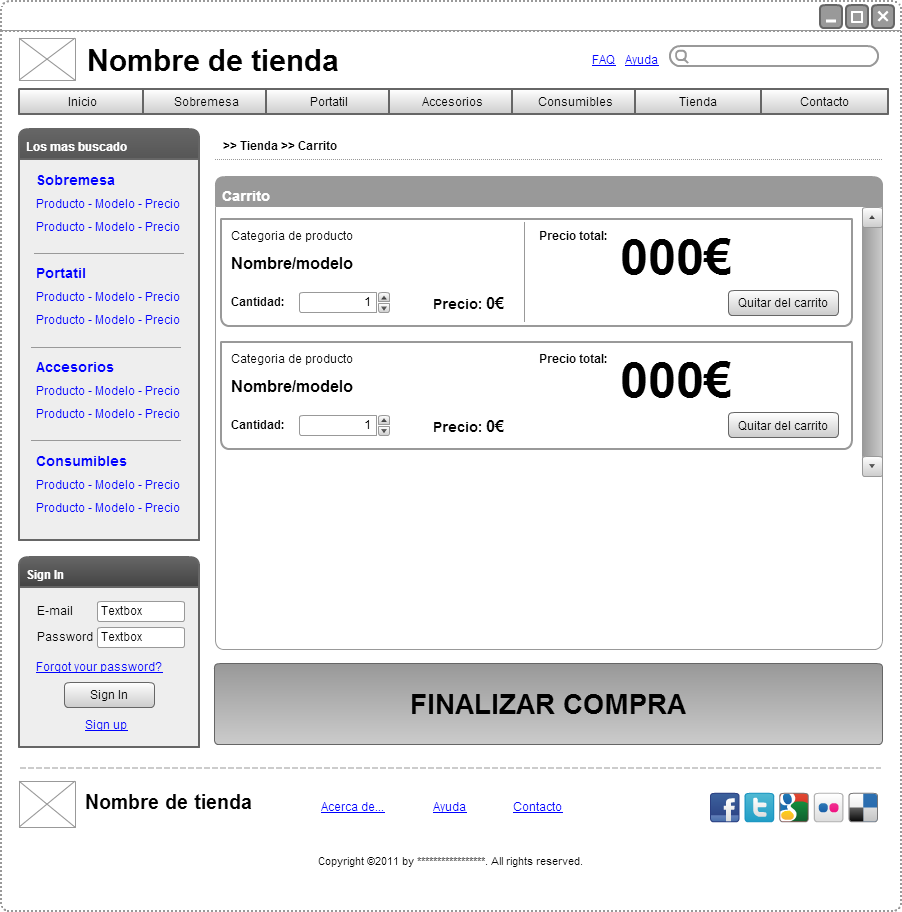 Nombre de tienda
FAQ Ayuda
Inicio Sobremesa Portatil Accesorios Consumibles Tienda Contacto
Los mas buscado
Sobremesa
Producto - Modelo - Precio
Producto - Modelo - Precio
Portatil
Producto - Modelo - Precio
Producto - Modelo - Precio
Accesorios
Producto - Modelo - Precio
Producto - Modelo - Precio
Consumibles
Producto - Modelo - Precio
Producto - Modelo - Precio
Sign In
E-mail Textbox
Password Textbox
Forgot your password?
Sign In
Sign up
>> Tienda >> Carrito
Carrito
Categoria de producto
Nombre/modelo
Cantidad: 1 Precio: 0€
Precio total: 000€
Quitar del carrito
Categoria de producto
Nombre/modelo
Cantidad: 1 Precio: 0€
Precio total: 000€
Quitar del carrito
FINALIZAR COMPRA
Nombre de tienda
Acerca de... Ayuda Contacto
Copyright ©2011 by *****************. All rights reserved.